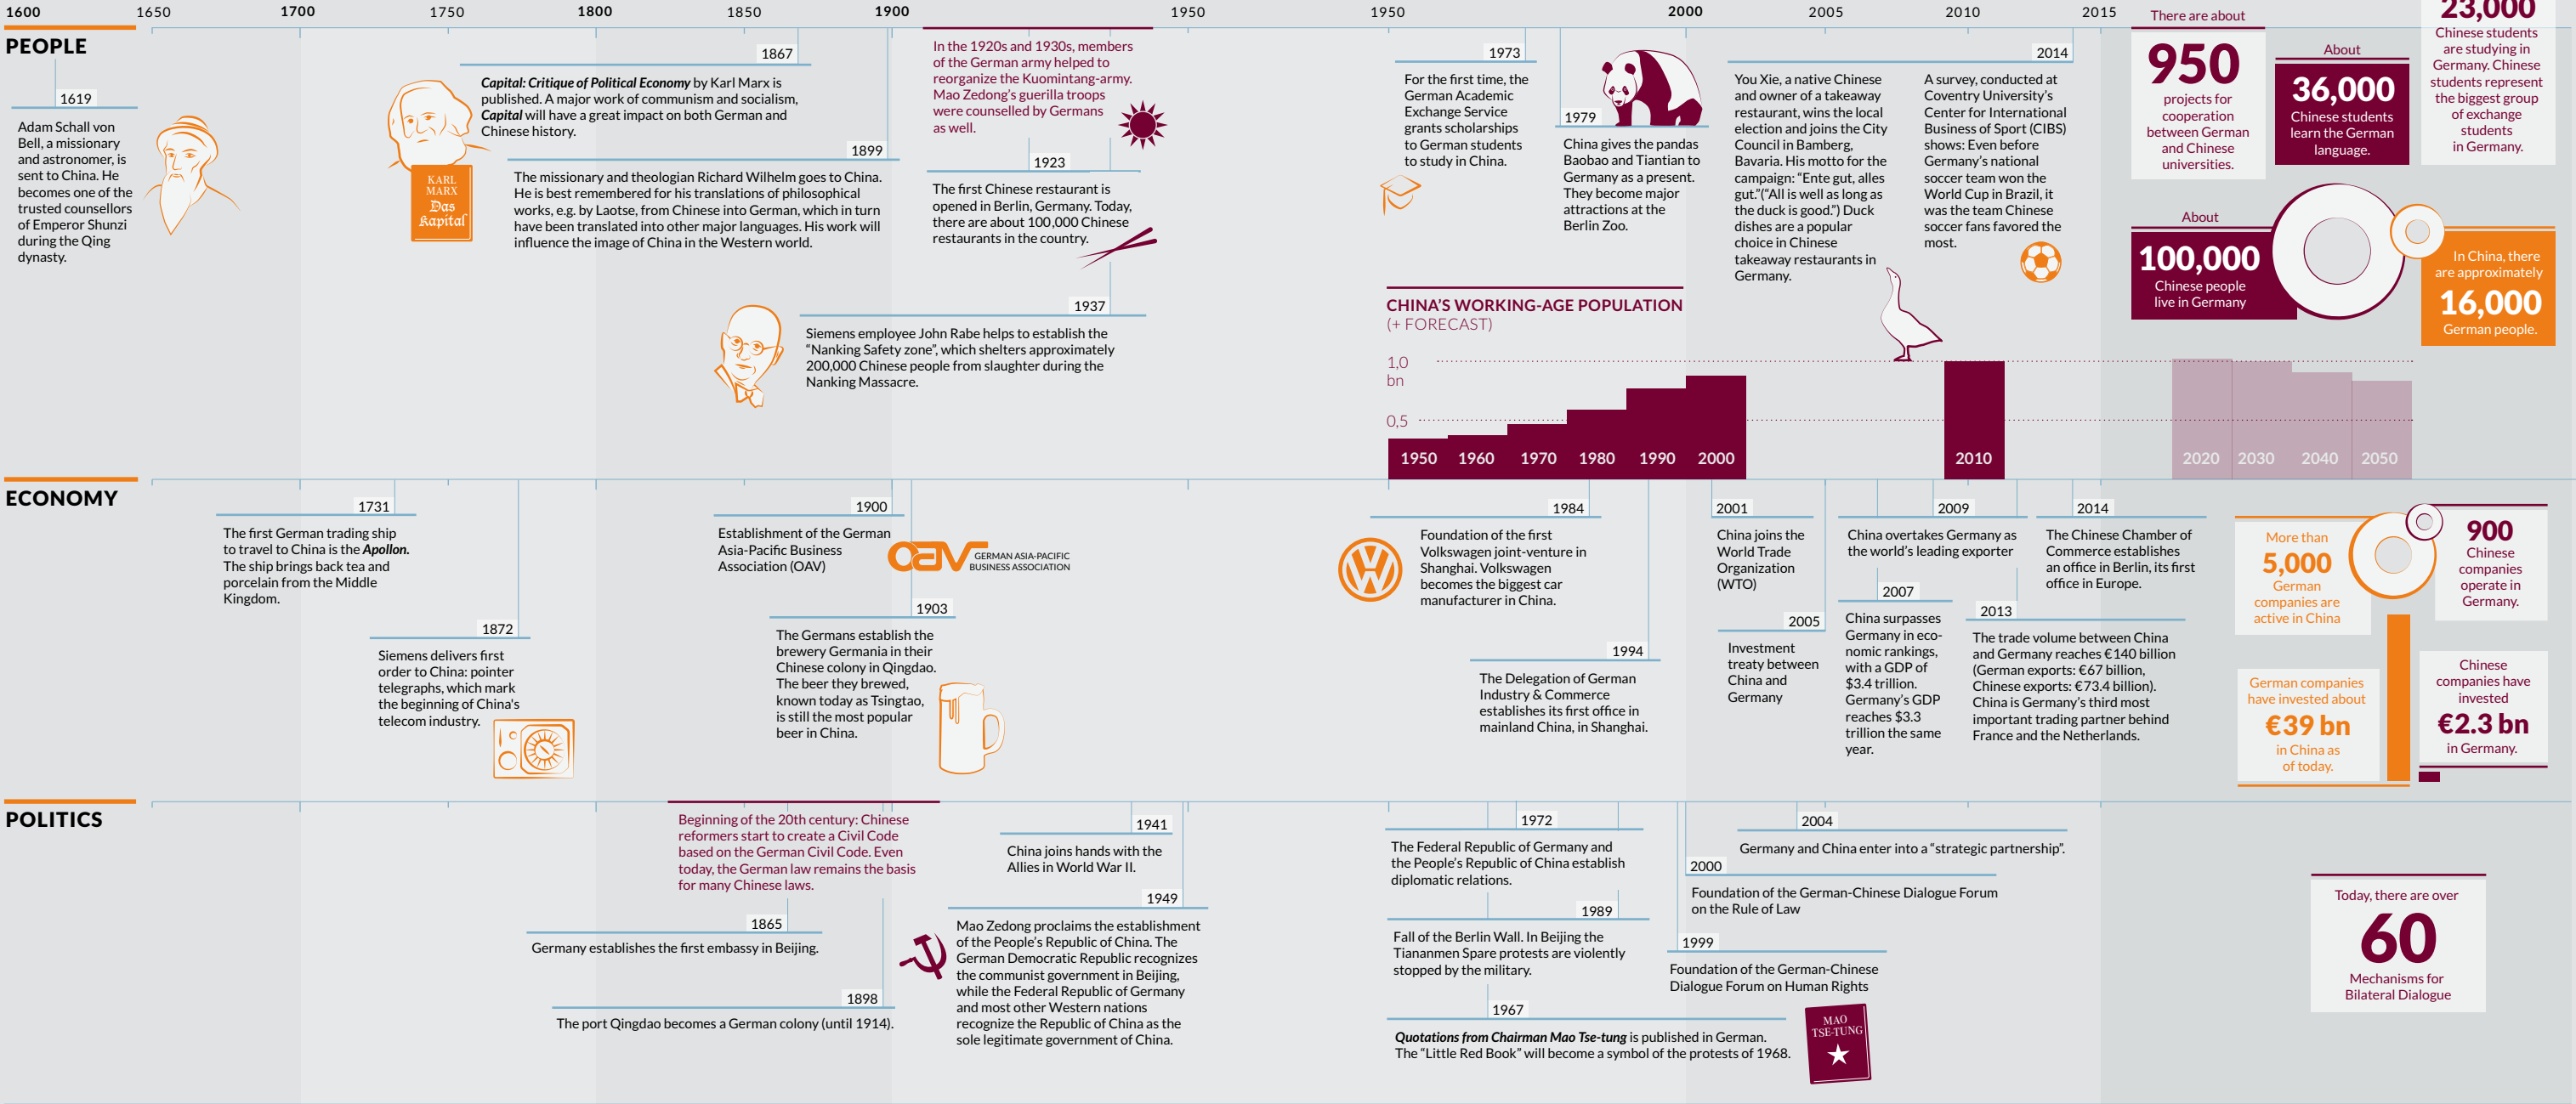 1600 1650 1700 1750 1800 1850 1900 1950 1950 2000 2005 2010 2015
PEOPLE
1619
Adam Schall von
Bell, a missionary
and astronomer, is
sent to China. He
becomes one of the
trusted counsellors
of Emperor Shunzi
during the Qing
dynasty.
1867
Capital: Critique of Political Economy by Karl Marx is
published. A major work of communism and socialism,
Capital will have a great impact on both German and
Chinese history.
KARL
MARX
Das
Kapital
1899
The missionary and theologian Richard Wilhelm goes to China.
He is best remembered for his translations of philosophical
works, e.g. by Laotse, from Chinese into German, which in turn
have been translated into other major languages. His work will
influence the image of China in the Western world.
In the 1920s and 1930s, members
of the German army helped to
reorganize the Kuomintang-army.
Mao Zedong's guerilla troops
were counselled by Germans
as well.
1923
The first Chinese restaurant is
opened in Berlin, Germany. Today,
there are about 100,000 Chinese
restaurants in the country.
1937
Siemens employee John Rabe helps to establish the
“Nanking Safety zone”, which shelters approximately
200,000 Chinese people from slaughter during the
Nanking Massacre.
1973
For the first time, the
German Academic
Exchange Service
grants scholarships
to German students
to study in China.
1979
China gives the pandas
Baobao and Tiantian to
Germany as a present.
They become major
attractions at the
Berlin Zoo.
2014
You Xie, a native Chinese
and owner of a takeaway
restaurant, wins the local
election and joins the City
Council in Bamberg,
Bavaria. His motto for the
campaign: “Ente gut, alles
gut.”(“All is well as long as
the duck is good.”) Duck
dishes are a popular
choice in Chinese
takeaway restaurants in
Germany.
A survey, conducted at
Coventry University's
Center for International
Business of Sport (CIBS)
shows: Even before
Germany's national
soccer team won the
World Cup in Brazil, it
was the team Chinese
soccer fans favored the
most.
There are about
950
projects for
cooperation
between German
and Chinese
universities.
About
36,000
Chinese students
learn the German
language.
23,000
Chinese students
are studying in
Germany. Chinese
students represent
the biggest group
of exchange
students
in Germany.
About
100,000
Chinese people
live in Germany
In China, there
are approximately
16,000
German people.
CHINA'S WORKING-AGE POPULATION
(+ FORECAST)
1,0
bn
0,5
1950 1960 1970 1980 1990 2000 2010 2020 2030 2040 2050
ECONOMY
1731
The first German trading ship
to travel to China is the Apollon.
The ship brings back tea and
porcelain from the Middle
Kingdom.
1872
Siemens delivers first
order to China: pointer
telegraphs, which mark
the beginning of China's
telecom industry.
1900
Establishment of the German
Asia-Pacific Business
Association (OAV)
OAV
GERMAN ASIA-PACIFIC
BUSINESS ASSOCIATION
1903
The Germans establish the
brewery Germania in their
Chinese colony in Qingdao.
The beer they brewed,
known today as Tsingtao,
is still the most popular
beer in China.
1984
Foundation of the first
Volkswagen joint-venture in
Shanghai. Volkswagen
becomes the biggest car
manufacturer in China.
VW
1994
The Delegation of German
Industry & Commerce
establishes its first office in
mainland China, in Shanghai.
2001
China joins the
World Trade
Organization
(WTO)
2005
Investment
treaty between
China and
Germany
2009
China overtakes Germany as
the world's leading exporter
2007
China surpasses
Germany in eco-
nomic rankings,
with a GDP of
$3.4 trillion.
Germany's GDP
reaches $3.3
trillion the same
year.
2014
The Chinese Chamber of
Commerce establishes
an office in Berlin, its first
office in Europe.
2013
The trade volume between China
and Germany reaches €140 billion
(German exports: €67 billion,
Chinese exports: €73.4 billion).
China is Germany's third most
important trading partner behind
France and the Netherlands.
More than
5,000
German
companies are
active in China
900
Chinese
companies
operate in
Germany.
German companies
have invested about
€39 bn
in China as
of today.
Chinese
companies have
invested
€2.3 bn
in Germany.
POLITICS
Beginning of the 20th century: Chinese
reformers start to create a Civil Code
based on the German Civil Code. Even
today, the German law remains the basis
for many Chinese laws.
1865
Germany establishes the first embassy in Beijing.
1898
The port Qingdao becomes a German colony (until 1914).
1941
China joins hands with the
Allies in World War II.
1949
Mao Zedong proclaims the establishment
of the People's Republic of China. The
German Democratic Republic recognizes
the communist government in Beijing,
while the Federal Republic of Germany
and most other Western nations
recognize the Republic of China as the
sole legitimate government of China.
1972
The Federal Republic of Germany and
the People's Republic of China establish
diplomatic relations.
1989
Fall of the Berlin Wall. In Beijing the
Tiananmen Spare protests are violently
stopped by the military.
1967
Quotations from Chairman Mao Tse-tung is published in German.
The “Little Red Book” will become a symbol of the protests of 1968.
MAO
TSE-TUNG
2004
Germany and China enter into a “strategic partnership”.
2000
Foundation of the German-Chinese Dialogue Forum
on the Rule of Law
1999
Foundation of the German-Chinese
Dialogue Forum on Human Rights
Today, there are over
60
Mechanisms for
Bilateral Dialogue